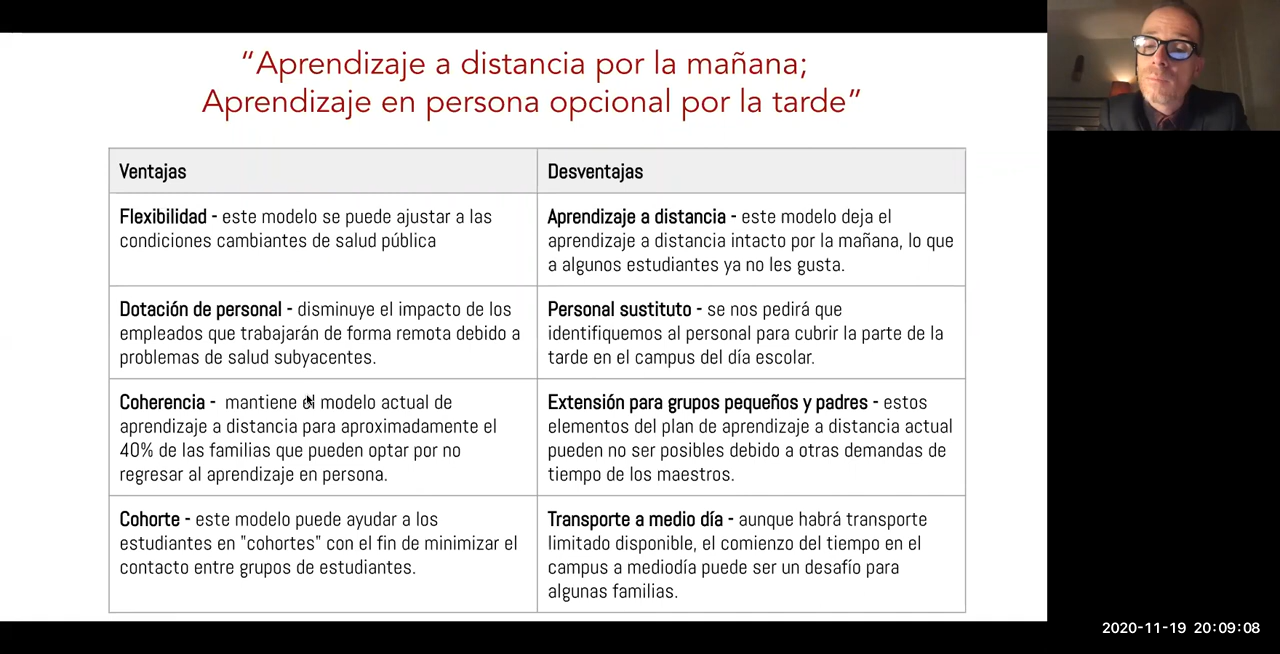 “Aprendizaje a distancia por la mañana;
Aprendizaje en persona opcional por la tarde”
Ventajas
Desventajas
Flexibilidad - este modelo se puede ajustar a las
condiciones cambiantes de salud pública
Aprendizaje a distancia - este modelo deja el
aprendizaje a distancia intacto por la mañana, lo que
a algunos estudiantes ya no les gusta.
Dotación de personal - disminuye el impacto de los
empleados que trabajarán de forma remota debido a
problemas de salud subyacentes.
Personal sustituto - se nos pedirá que
identifiquemos al personal para cubrir la parte de la
tarde en el campus del día escolar.
Coherencia - mantiene el modelo actual de
aprendizaje a distancia para aproximadamente el
40% de las familias que pueden optar por no
regresar al aprendizaje en persona.
Extensión para grupos pequeños y padres - estos
elementos del plan de aprendizaje a distancia actual
pueden no ser posibles debido a otras demandas de
tiempo de los maestros.
Cohorte - este modelo puede ayudar a los
estudiantes en "cohortes" con el fin de minimizar el
contacto entre grupos de estudiantes.
Transporte a medio día - aunque habrá transporte
limitado disponible, el comienzo del tiempo en el
campus a mediodía puede ser un desafío para
algunas familias.
2020-11-19 20:09:08